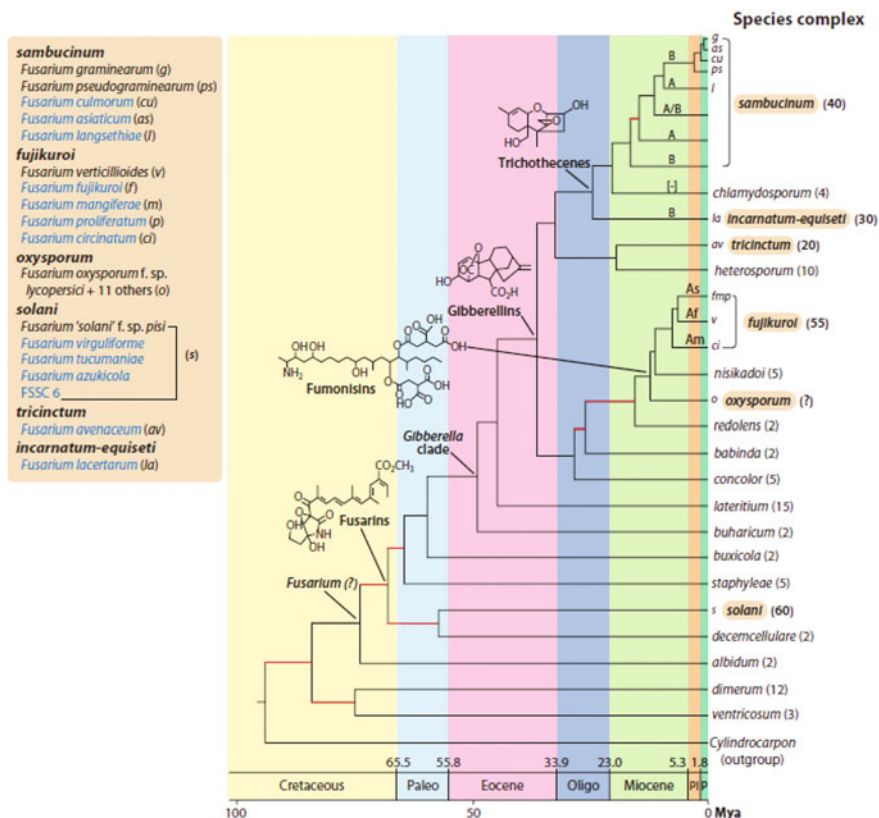 Species complex
sambucinum
Fusarium graminearum (g)
Fusarium pseudograminearum (ps)
Fusarium culmorum (cu)
Fusarium asiaticum (as)
Fusarium langsethiae (l)
fujikuroi
Fusarium verticillioides (v)
Fusarium fujikuroi (f)
Fusarium mangiferae (m)
Fusarium proliferatum (p)
Fusarium circinatum (ci)
oxysporum
Fusarium oxysporum f. sp.
lycopersici + 11 others (o)
solani
Fusarium 'solani' f. sp. pisi
Fusarium virguliforme
Fusarium tucumaniae
Fusarium azukicola
FSSC 6
(s)
tricinctum
Fusarium avenaceum (av)
incarnatum-equiseti
Fusarium lacertarum (la)
g
as
B cu
ps
A l
A/B
sambucinum (40)
A
B
OH
O
O
HO
Trichothecenes
[-] chlamydosporum (4)
B la incarnatum-equiseti (30)
av tricinctum (20)
heterosporum (10)
O
OC
HO
CO₂H
Gibberellins
As fmp
Af v
fujikuroi (55)
Am ci
nisikadoi (5)
o oxysporum (?)
redolens (2)
babinda (2)
concolor (5)
lateritium (15)
buharicum (2)
buxicola (2)
staphyleae (5)
s solani (60)
decemcellulare (2)
albidum (2)
dimerum (12)
ventricosum (3)
Cylindrocarpon
(outgroup)
Fumonisins
Gibberella
clade
CO₂CH₃
Fusarins
NH
OH
Fusarium (?)
65.5 55.8 33.9 23.0 5.3 1.8
Cretaceous Paleo Eocene Oligo Miocene Pl P
100 50 0 Mya